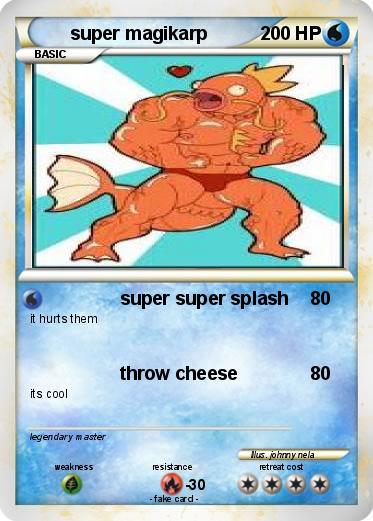 super magikarp 200 HP
BASIC
super super splash 80
it hurts them
throw cheese 80
its cool
legendary master
Illus. johnny nela
weakness resistance retreat cost
-30
- fake card -